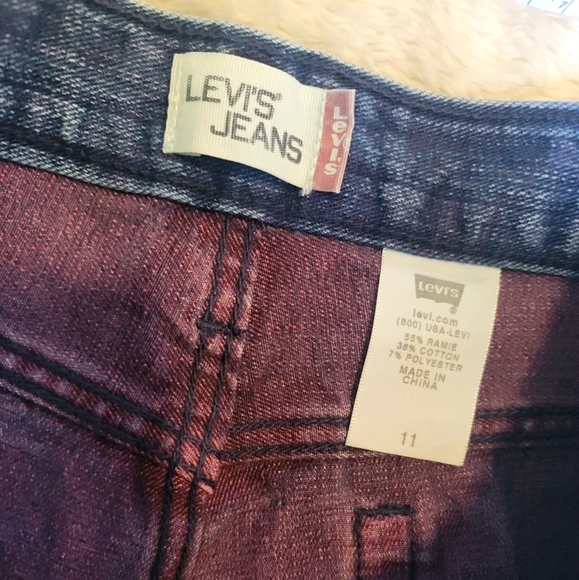 LEVI'S®
JEANS
Levi's
Levi's
levi.com
(800) USA-LEVI
55% RAMIE
38% COTTON
7% POLYESTER
MADE IN
CHINA
11